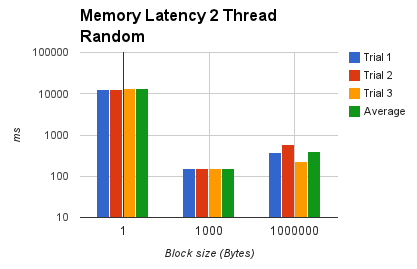 Memory Latency 2 Thread
Random
100000
10000
1000
100
10
ms
1
1000
1000000
Block size (Bytes)
Trial 1
Trial 2
Trial 3
Average